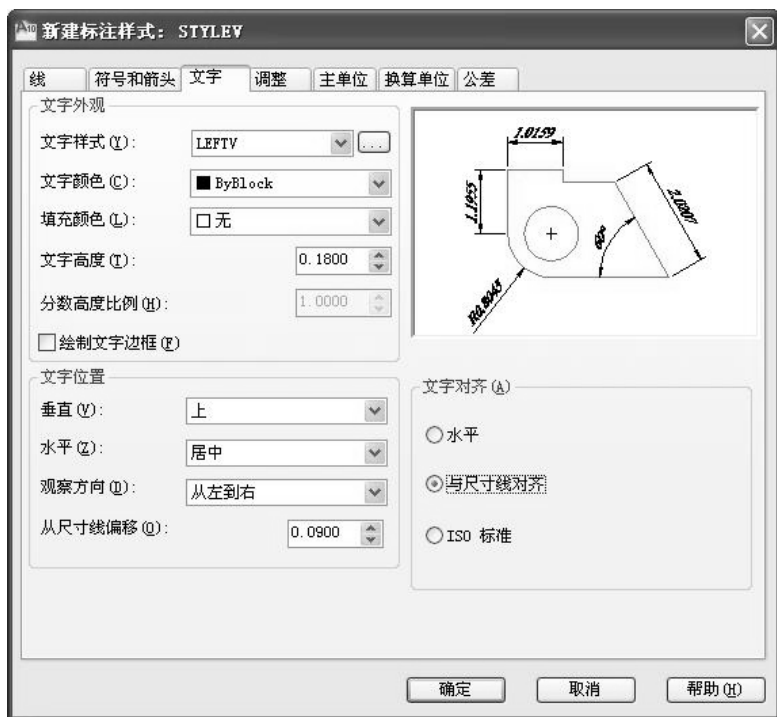 新建标注样式: STYLEV
线 符号和箭头 文字 调整 主单位 换算单位 公差
文字外观
文字样式(Y): LEFTV ...
文字颜色(C): ByBlock
填充颜色(L): 无
文字高度(T): 0.1800
分数高度比例(H): 1.0000
绘制文字边框(F)
1.0159
1.1955
2.0207
60°
R0.8045
文字位置
垂直(V): 上
水平(Z): 居中
观察方向(D): 从左到右
从尺寸线偏移(O): 0.0900
文字对齐(A)
水平
与尺寸线对齐
ISO 标准
确定 取消 帮助(H)